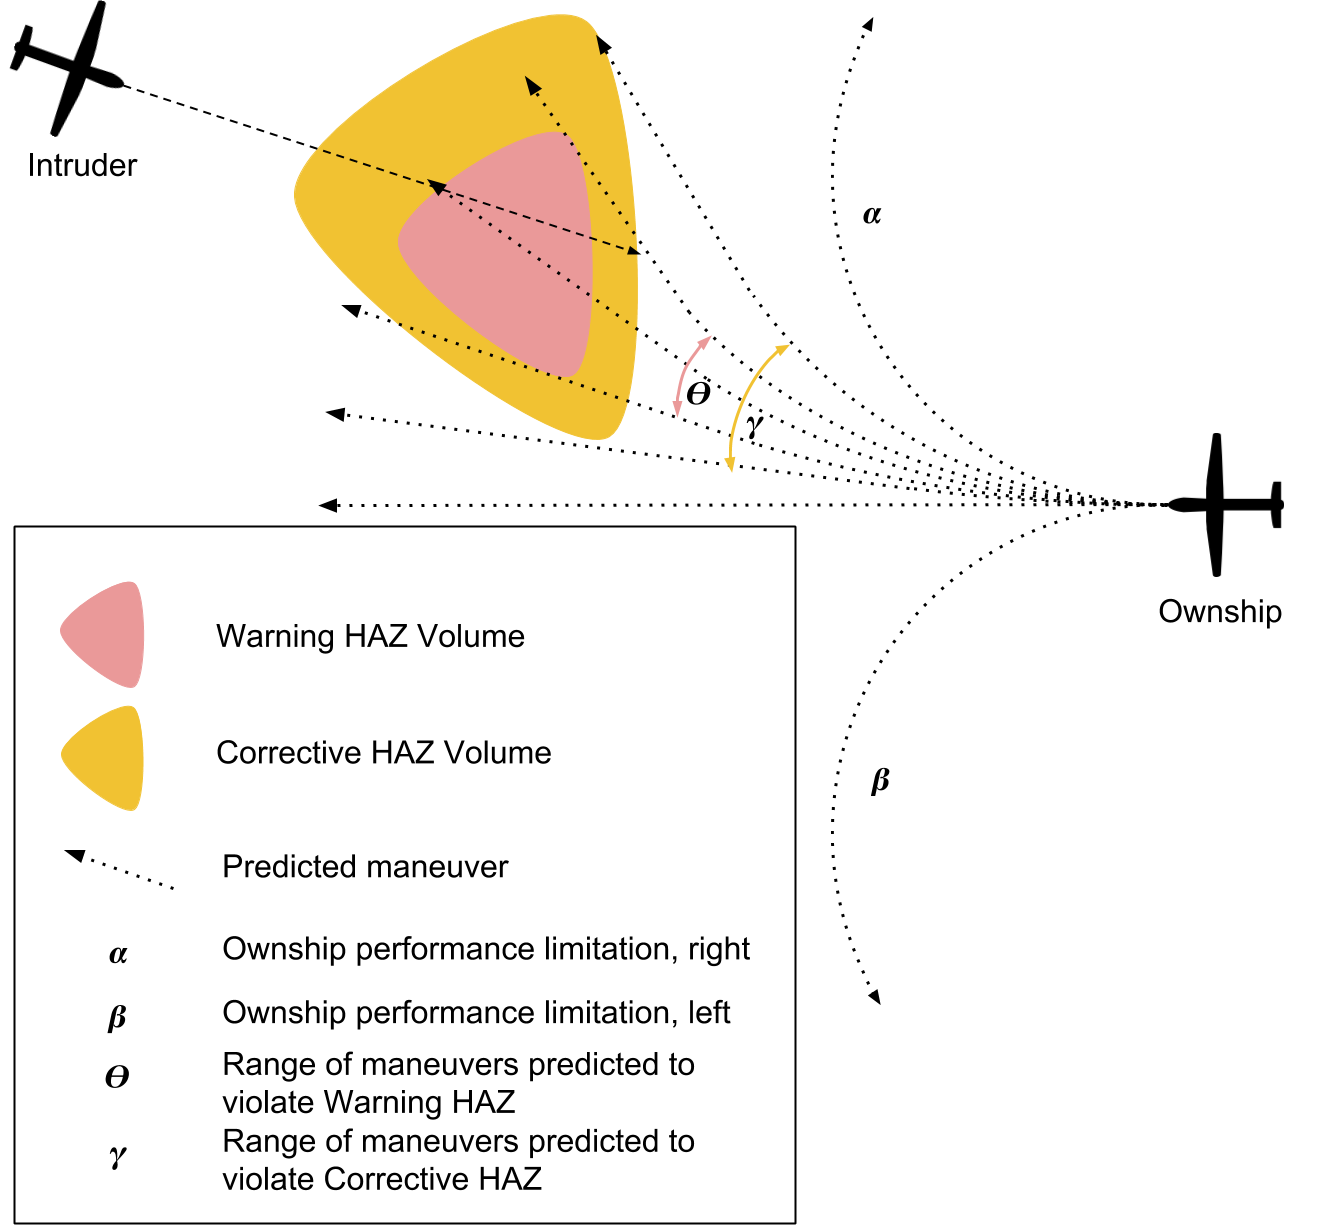 Intruder
α
Ɵ
γ
Ownship
β
Warning HAZ Volume
Corrective HAZ Volume
Predicted maneuver
α Ownship performance limitation, right
β Ownship performance limitation, left
Ɵ Range of maneuvers predicted to
violate Warning HAZ
γ Range of maneuvers predicted to
violate Corrective HAZ